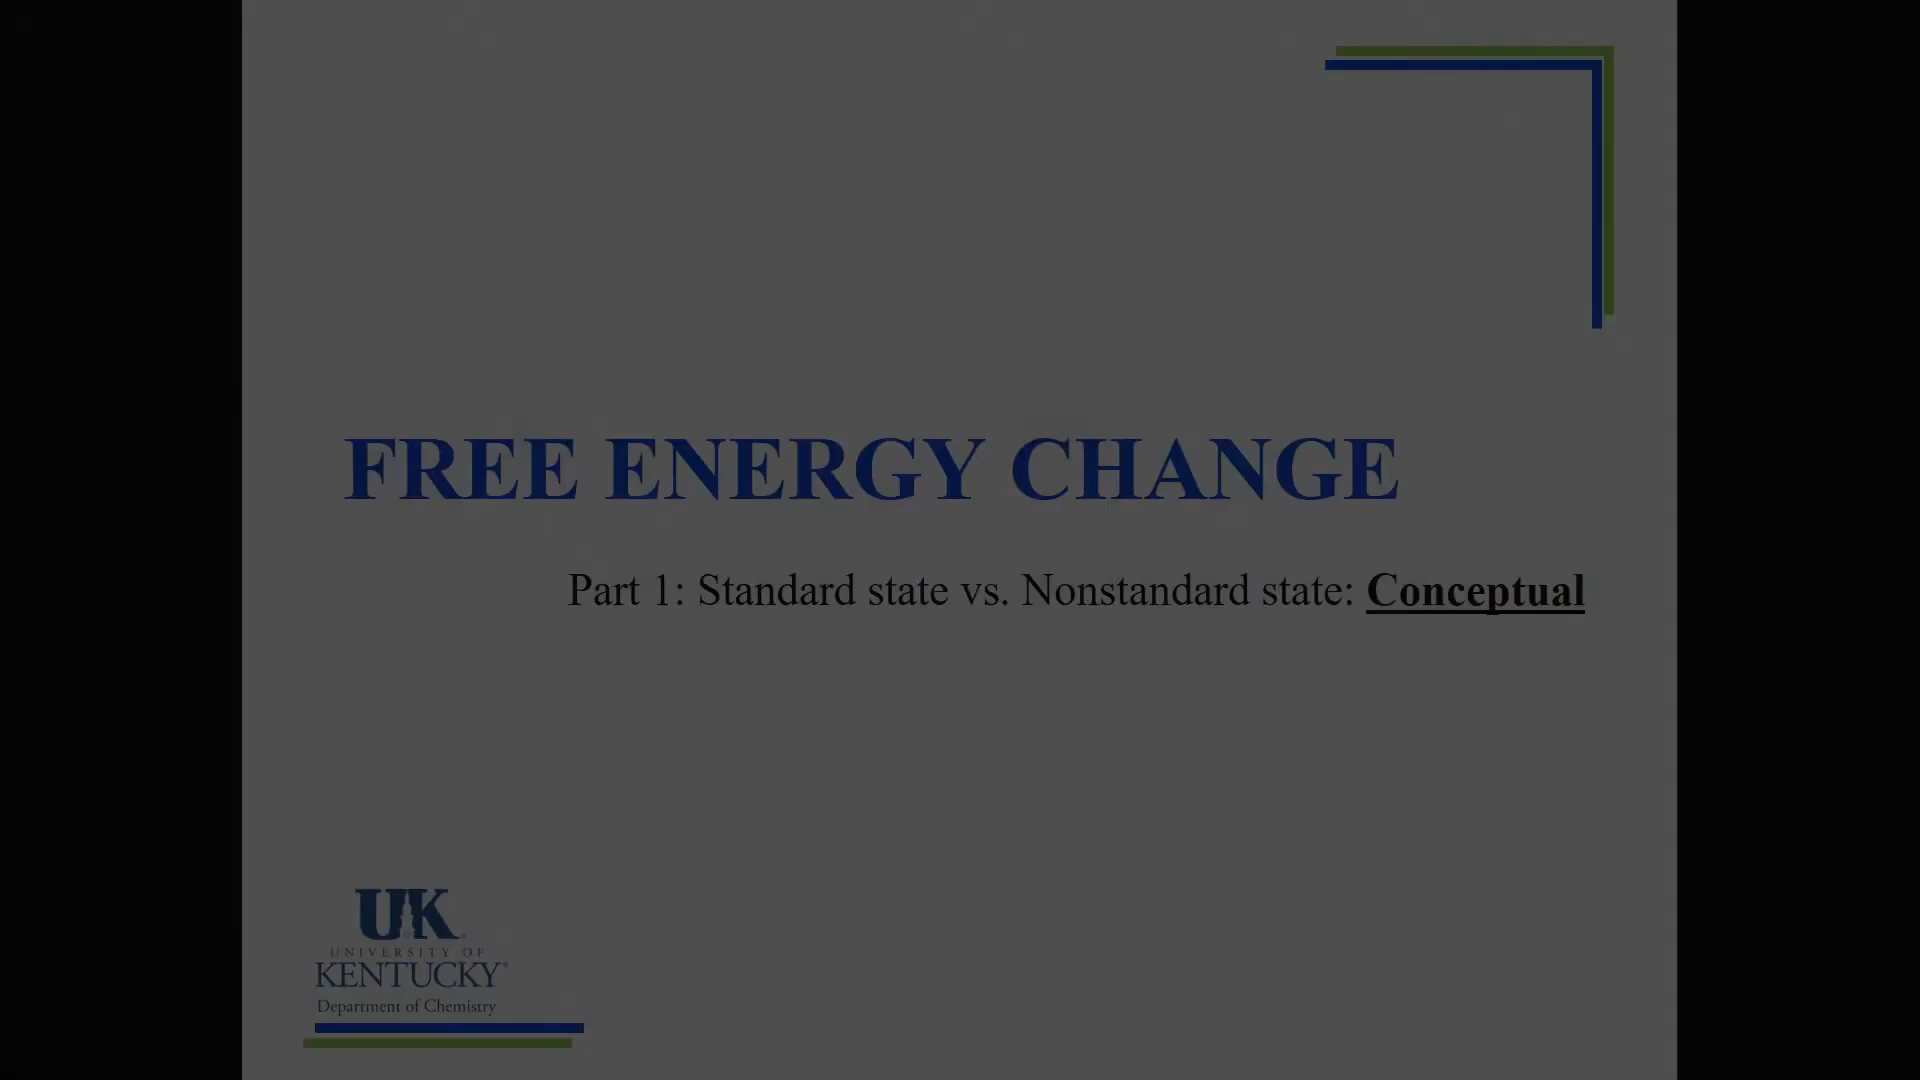 FREE ENERGY CHANGE
Part 1: Standard state vs. Nonstandard state: Conceptual
UK
UNIVERSITY OF
KENTUCKY
Department of Chemistry